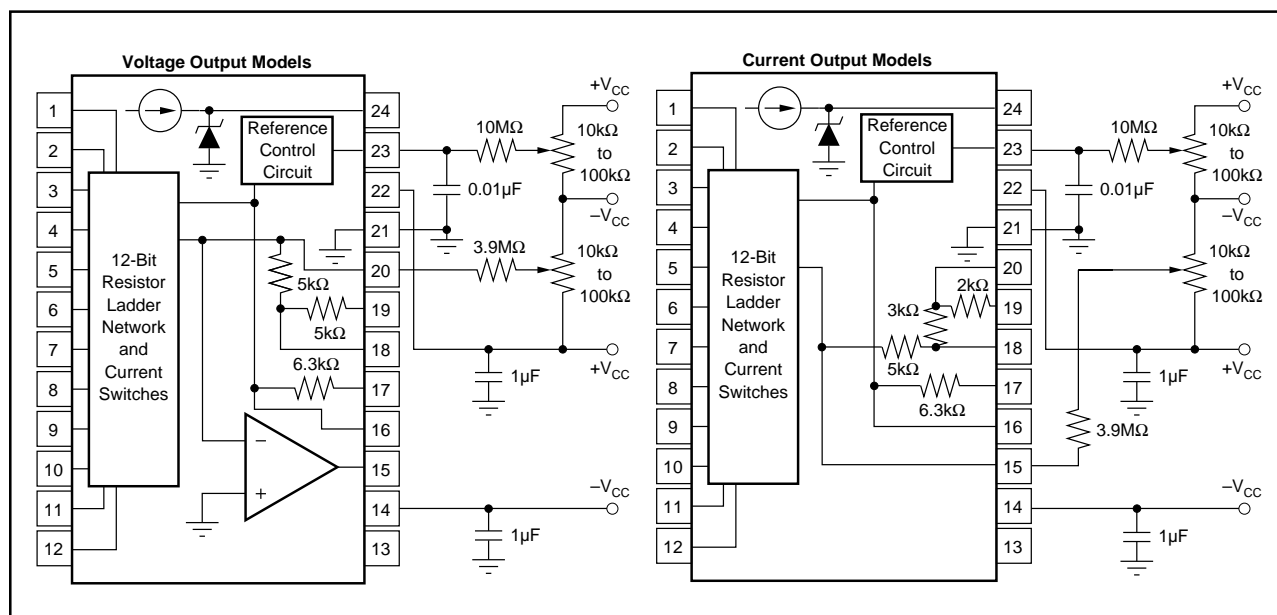 Voltage Output Models
1
2
3
4
5
6
7
8
9
10
11
12
12-Bit
Resistor
Ladder
Network
and
Current
Switches
Reference
Control
Circuit
5kΩ
5kΩ
6.3kΩ
–
+
24
23
22
21
20
19
18
17
16
15
14
13
10MΩ
0.01µF
3.9MΩ
1µF
1µF
+VCC
10kΩ
to
100kΩ
–VCC
10kΩ
to
100kΩ
+VCC
–VCC
Current Output Models
1
2
3
4
5
6
7
8
9
10
11
12
12-Bit
Resistor
Ladder
Network
and
Current
Switches
Reference
Control
Circuit
2kΩ
3kΩ
5kΩ
6.3kΩ
24
23
22
21
20
19
18
17
16
15
14
13
10MΩ
0.01µF
1µF
3.9MΩ
1µF
+VCC
10kΩ
to
100kΩ
–VCC
10kΩ
to
100kΩ
+VCC
–VCC